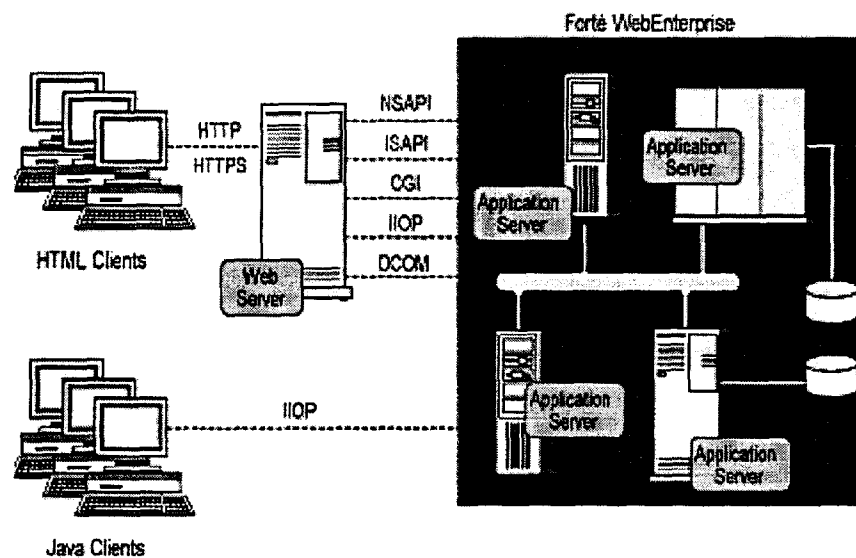 Forté WebEnterprise
HTTP
HTTPS
NSAPI
ISAPI
CGI
IIOP
DCOM
HTML Clients
Web
Server
Application
Server
Application
Server
IIOP
Application
Server
Application
Server
Java Clients